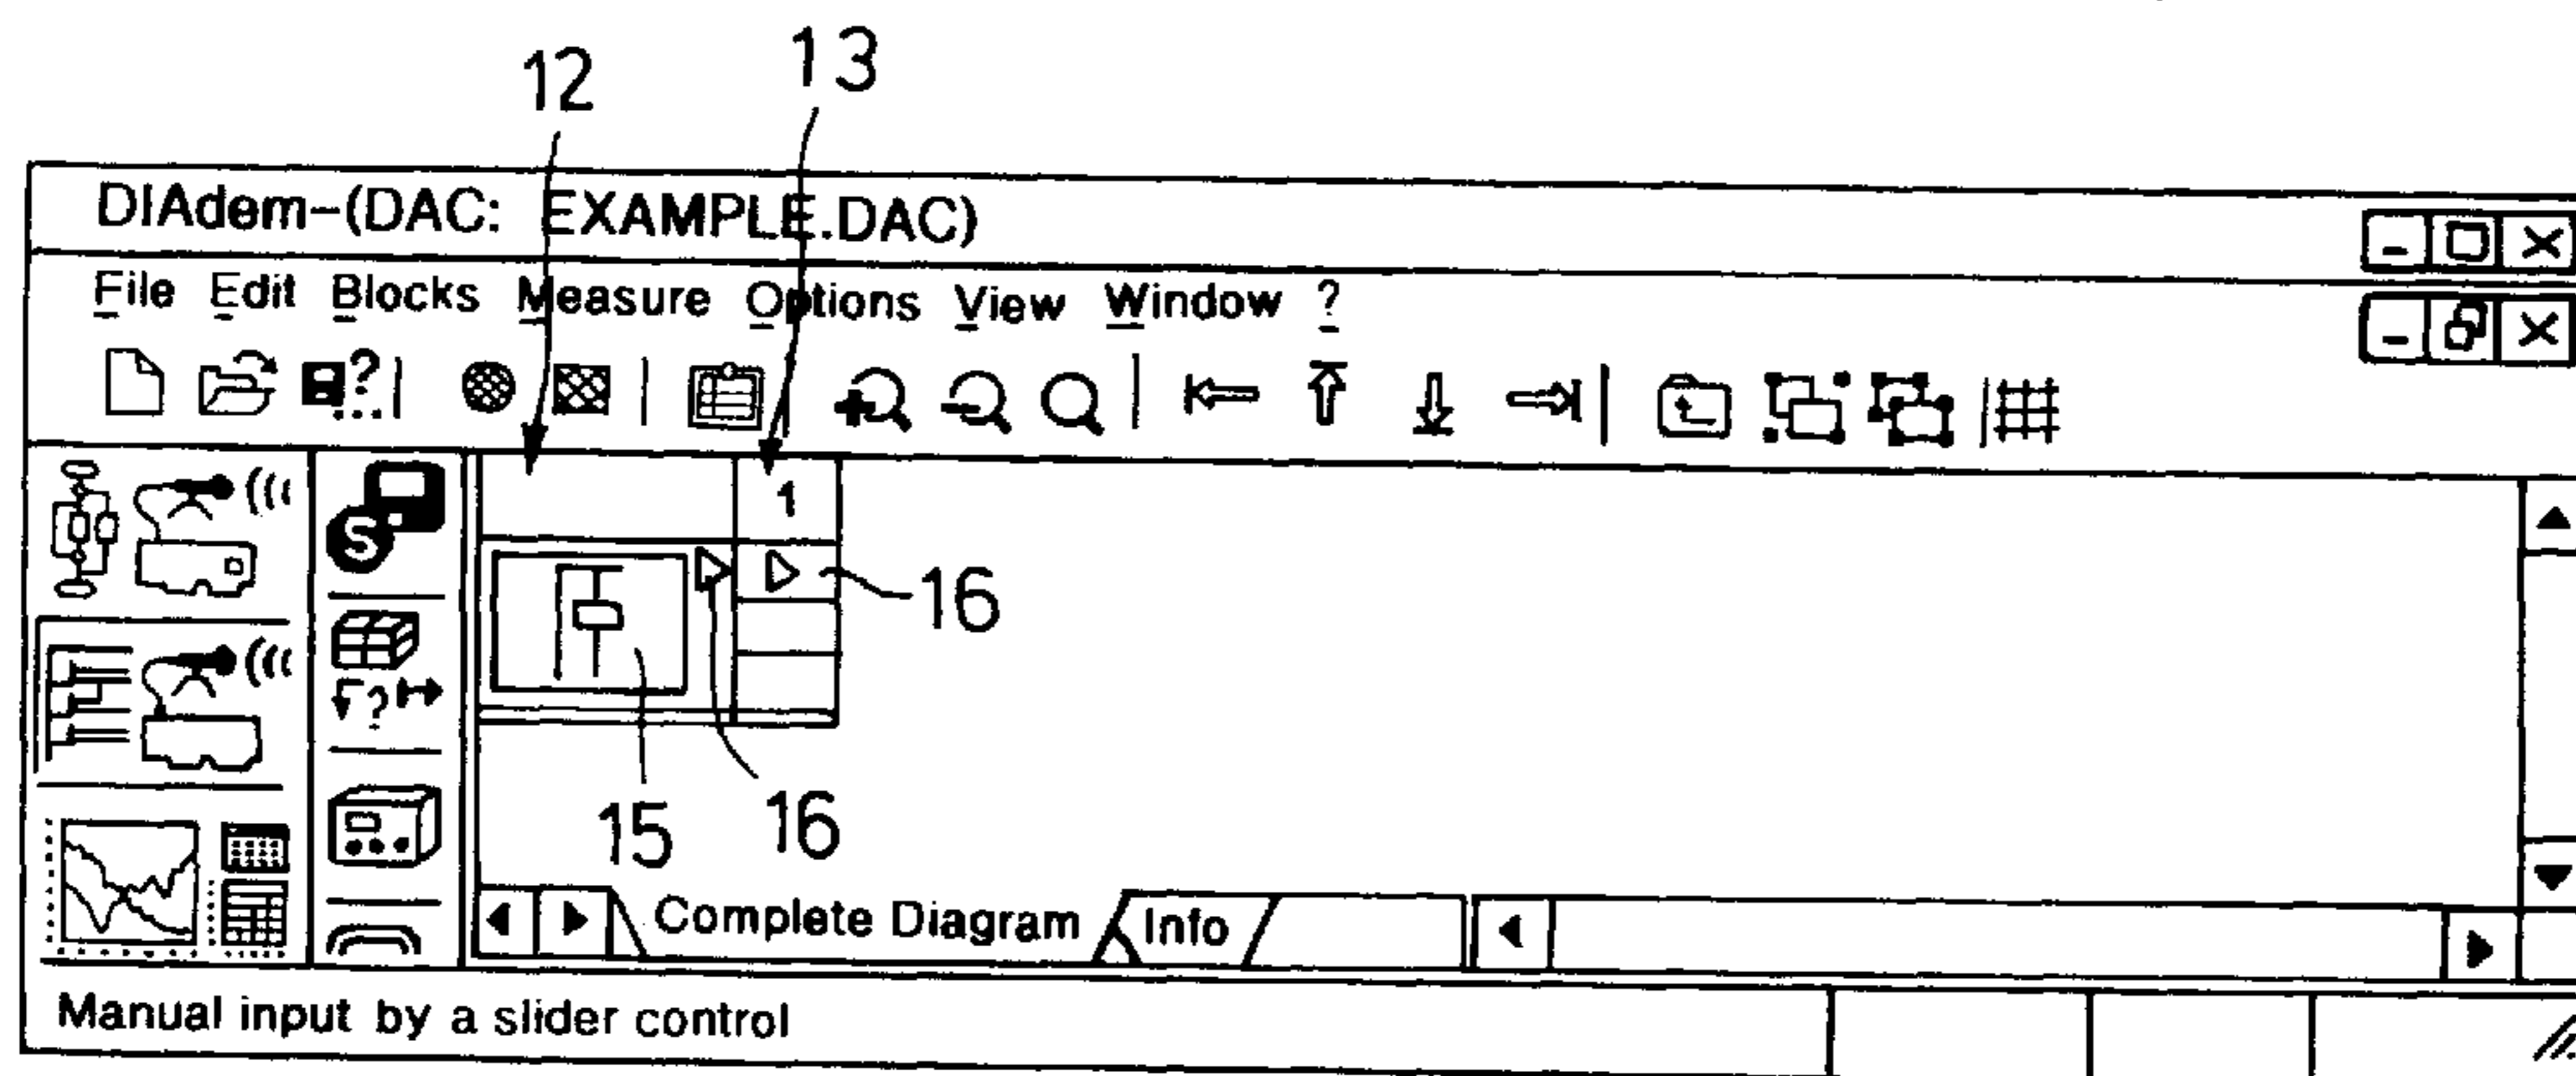 12 13
DIAdem-(DAC: EXAMPLE.DAC)
File Edit Blocks Measure Options View Window ?
?
S
1
16
?
15 16
Complete Diagram Info
Manual input by a slider control